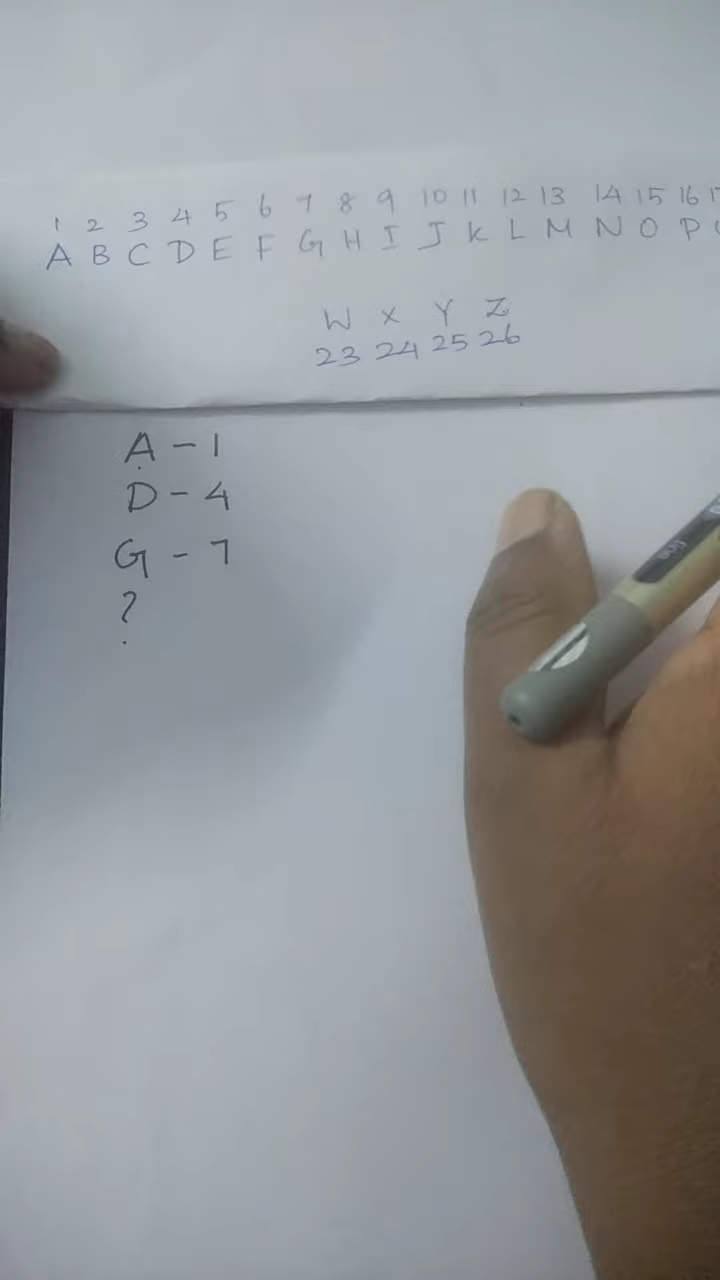 1 2 3 4 5 6 7 8 9 10 11 12 13 14 15 16
A B C D E F G H I J K L M N O P
W X Y Z
23 24 25 26
A - 1
D - 4
G - 7
?